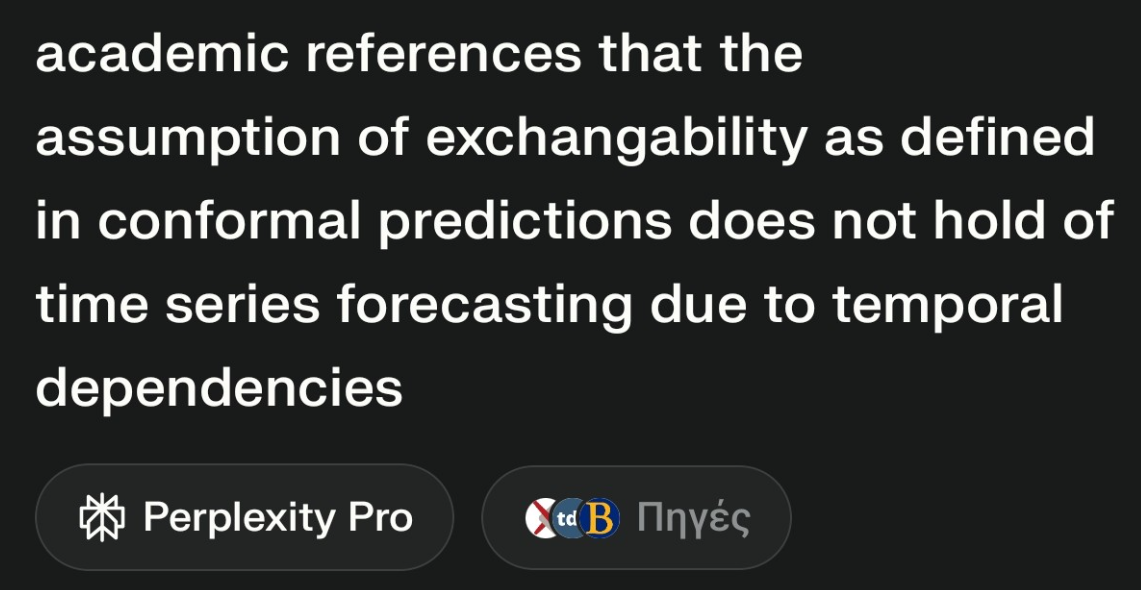 academic references that the
assumption of exchangability as defined
in conformal predictions does not hold of
time series forecasting due to temporal
dependencies
Perplexity Pro
td B Πηγές